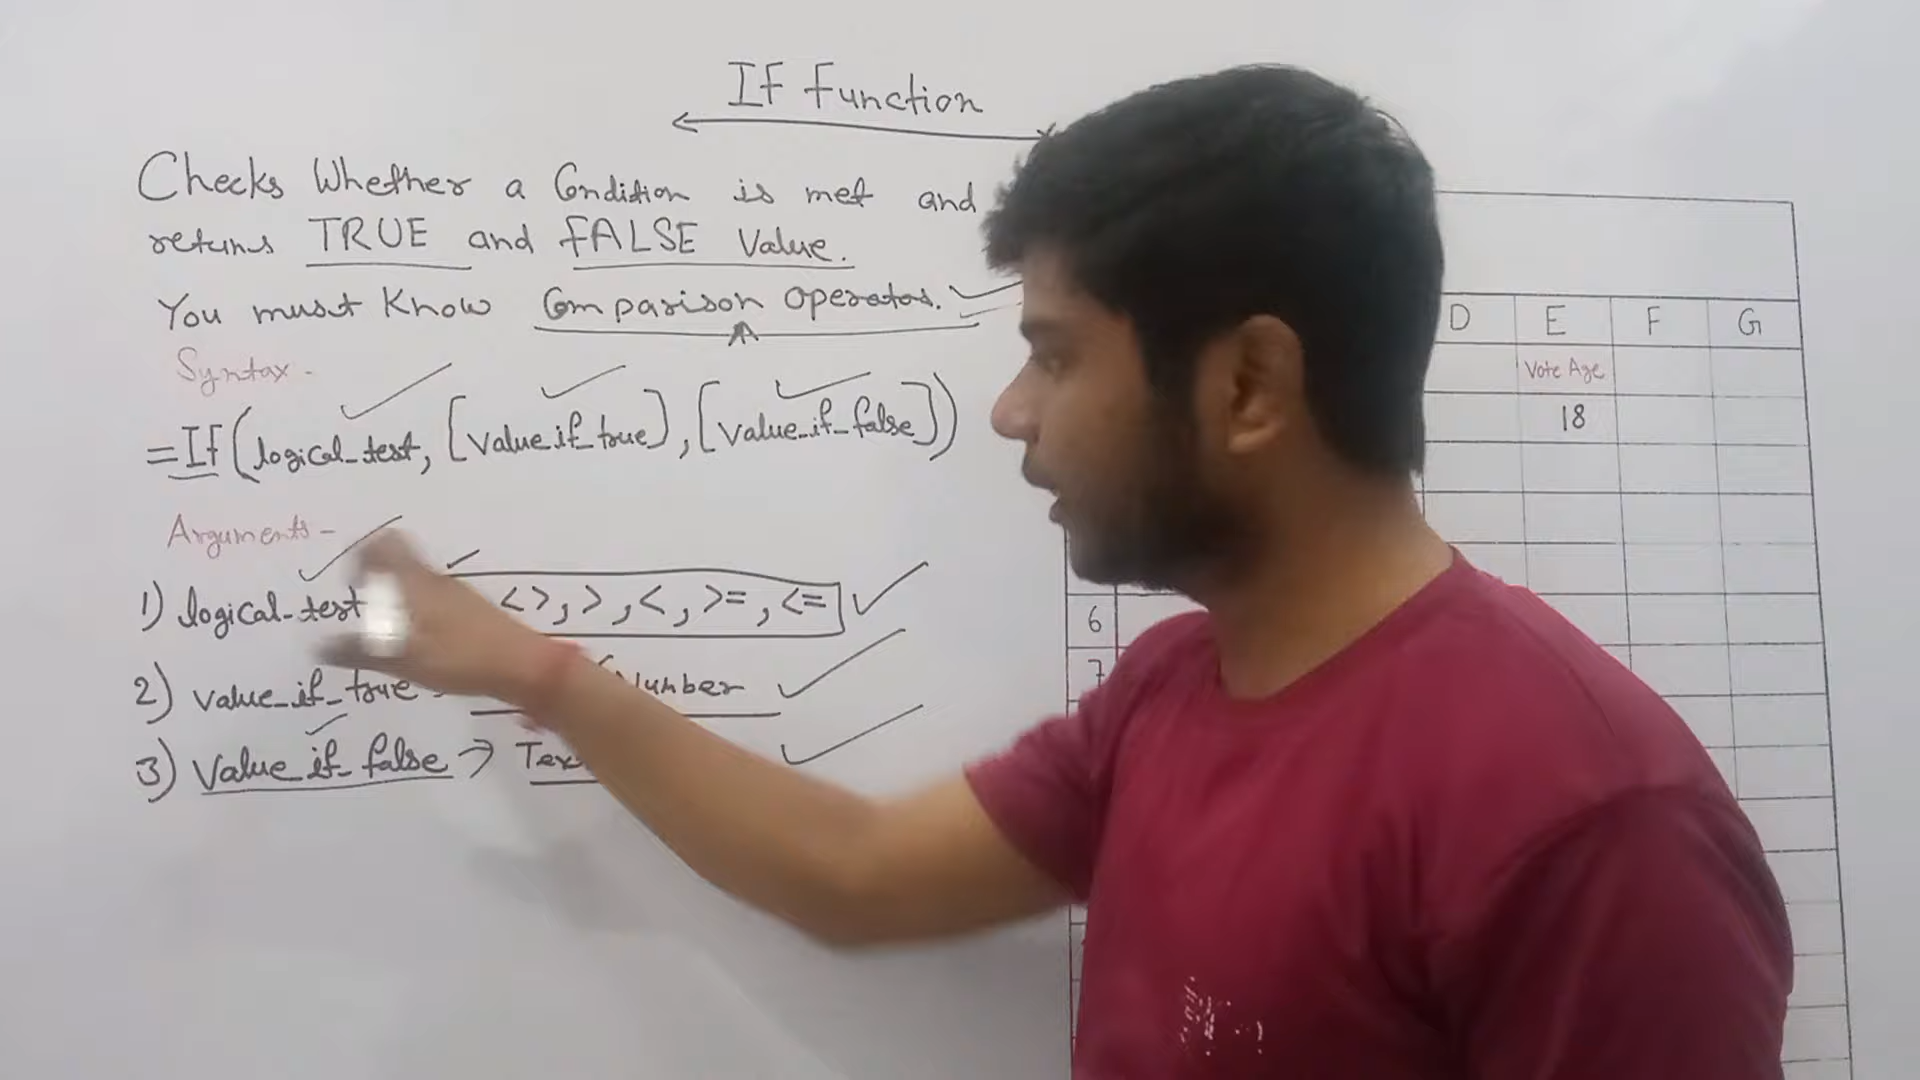 If Function
Checks Whether a Condition is met and
returns TRUE and FALSE Value.
You must Know Comparison Operators.
Syntax -
=If(logical_test, [value_if_true], [value_if_false])
Arguments -
1) logical_test <>, >, <, >=, <=
2) value_if_true Number
3) Value_if_false →
D E F G
Vote Age
18
6
7